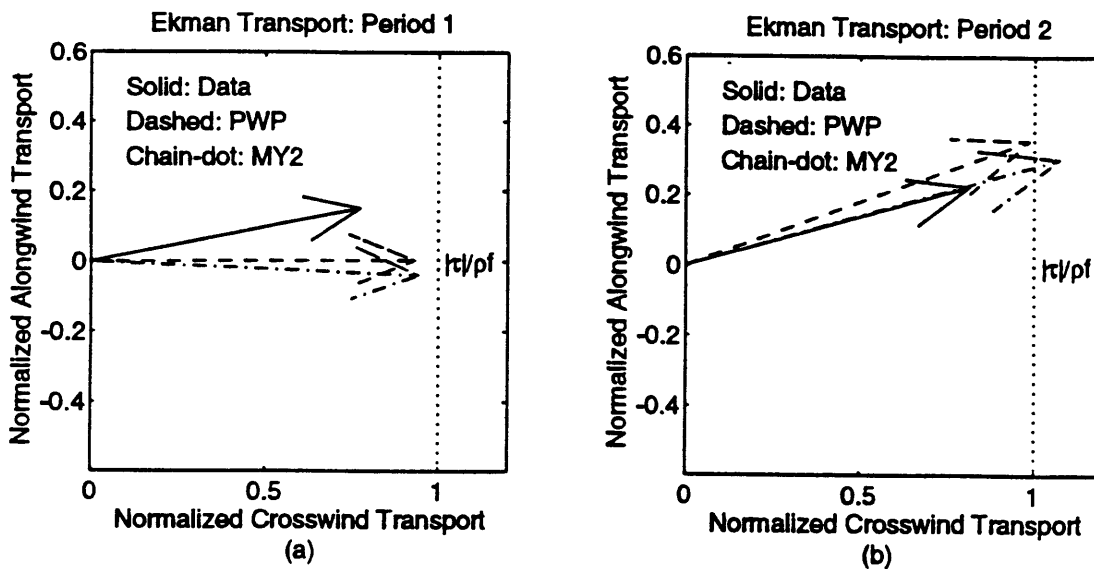 Ekman Transport: Period 1
Normalized Alongwind Transport
0.6
0.4
0.2
0
-0.2
-0.4
Solid: Data
Dashed: PWP
Chain-dot: MY2
|τ|/ρf
0
0.5
1
Normalized Crosswind Transport
(a)
Ekman Transport: Period 2
Normalized Alongwind Transport
0.6
0.4
0.2
0
-0.2
-0.4
Solid: Data
Dashed: PWP
Chain-dot: MY2
|τ|/ρf
0
0.5
1
Normalized Crosswind Transport
(b)